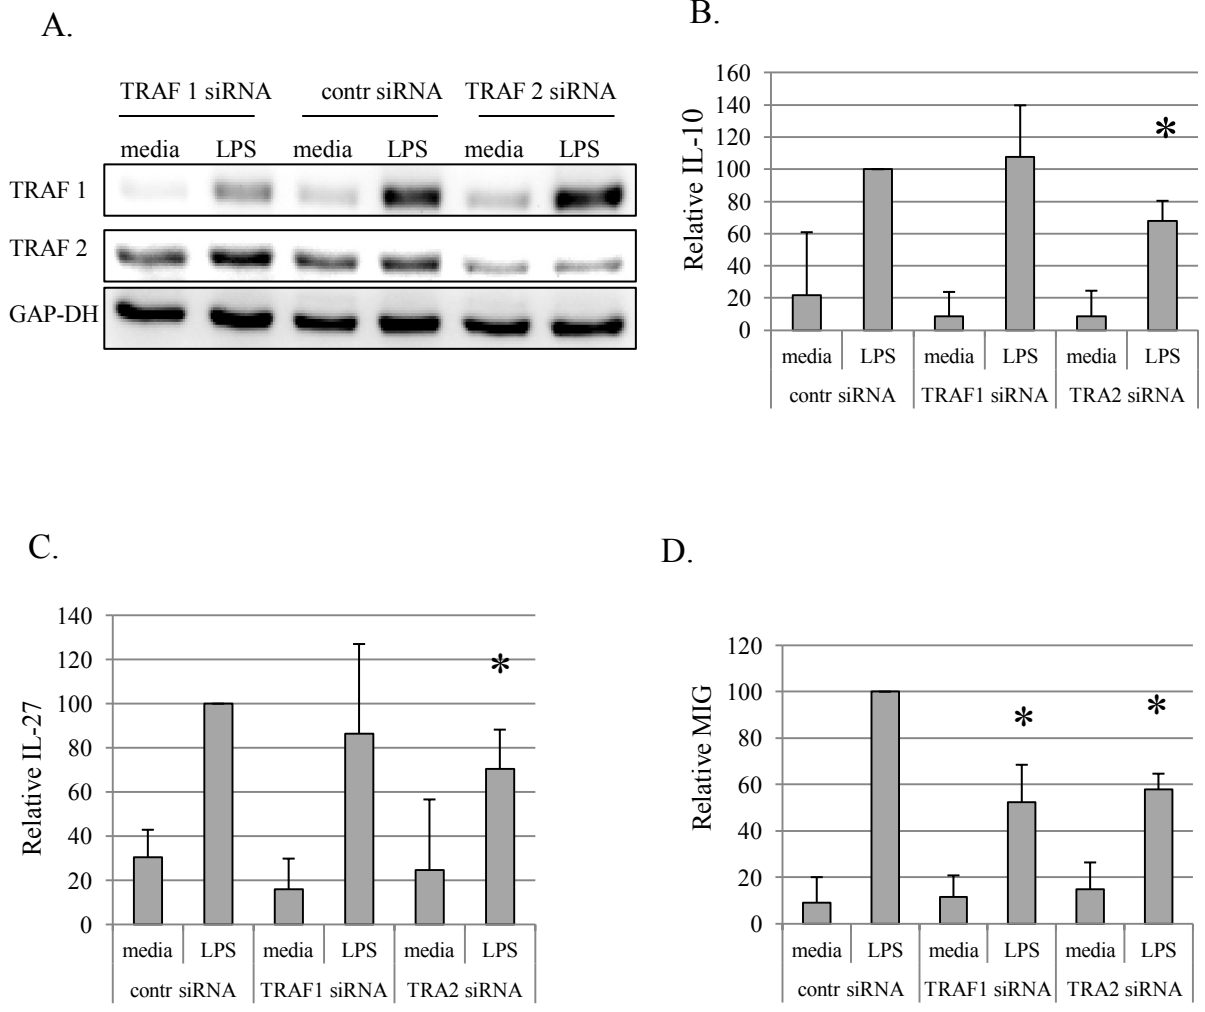 A.
TRAF 1 siRNA contr siRNA TRAF 2 siRNA
media LPS media LPS media LPS
TRAF 1
TRAF 2
GAP-DH
B.
Relative IL-10
160
140
120
100
80
60
40
20
0
*
media LPS media LPS media LPS
contr siRNA TRAF1 siRNA TRA2 siRNA
C.
Relative IL-27
140
120
100
80
60
40
20
0
*
media LPS media LPS media LPS
contr siRNA TRAF1 siRNA TRA2 siRNA
D.
Relative MIG
120
100
80
60
40
20
0
* *
media LPS media LPS media LPS
contr siRNA TRAF1 siRNA TRA2 siRNA